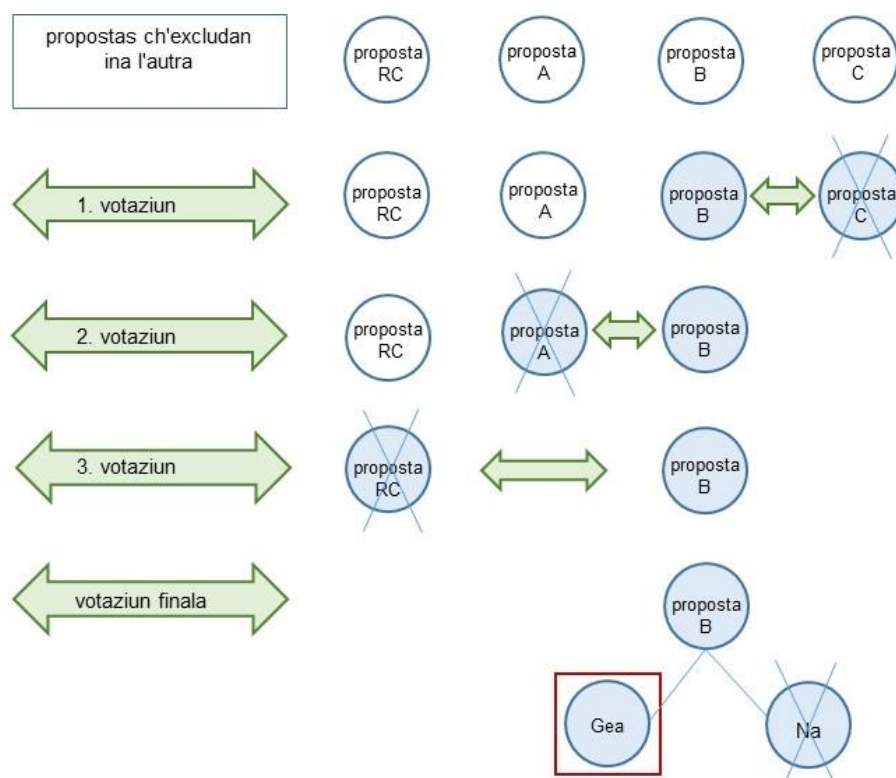 propostas ch'excludan
ina l'autra
proposta
RC
proposta
A
proposta
B
proposta
C
1. votaziun
proposta
RC
proposta
A
proposta
B
proposta
C
2. votaziun
proposta
RC
proposta
A
proposta
B
3. votaziun
proposta
RC
proposta
B
votaziun finala
proposta
B
Gea
Na